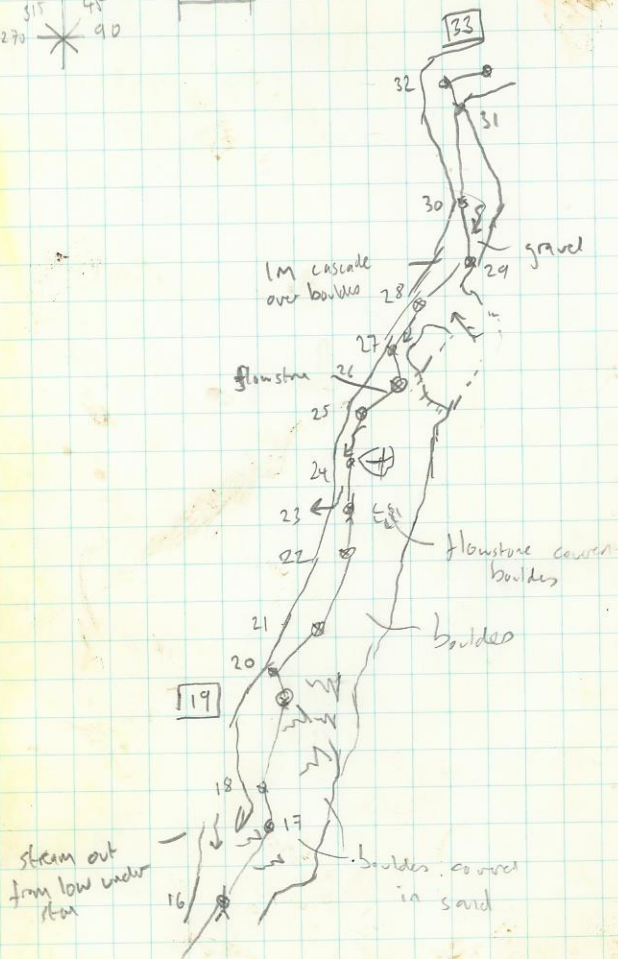 315 45
270 90
33
32
31
30
gravel
29
1M cascade
over boulders
28
27
26
flowstone
25
24
23
flowstone covered
boulders
22
21
boulders
20
19
18
17
stream out
from low under
boulders covered
in sand
16